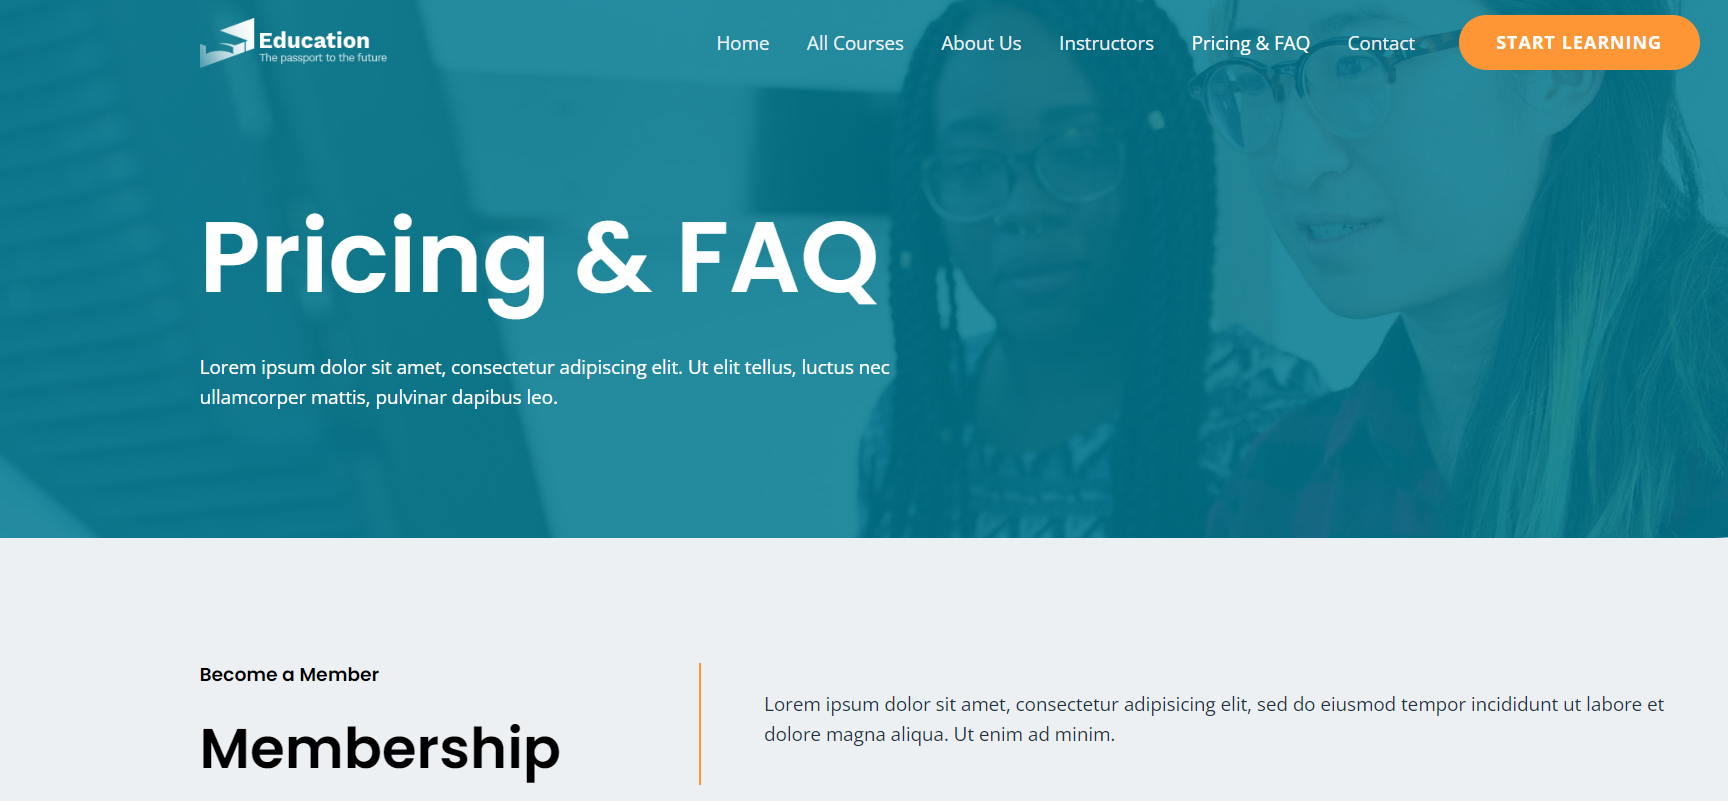 Education
The passport to the future
Home
All Courses
About Us
Instructors
Pricing & FAQ
Contact
START LEARNING
Pricing & FAQ
Lorem ipsum dolor sit amet, consectetur adipiscing elit. Ut elit tellus, luctus nec
ullamcorper mattis, pulvinar dapibus leo.
Become a Member
Membership
Lorem ipsum dolor sit amet, consectetur adipisicing elit, sed do eiusmod tempor incididunt ut labore et
dolore magna aliqua. Ut enim ad minim.